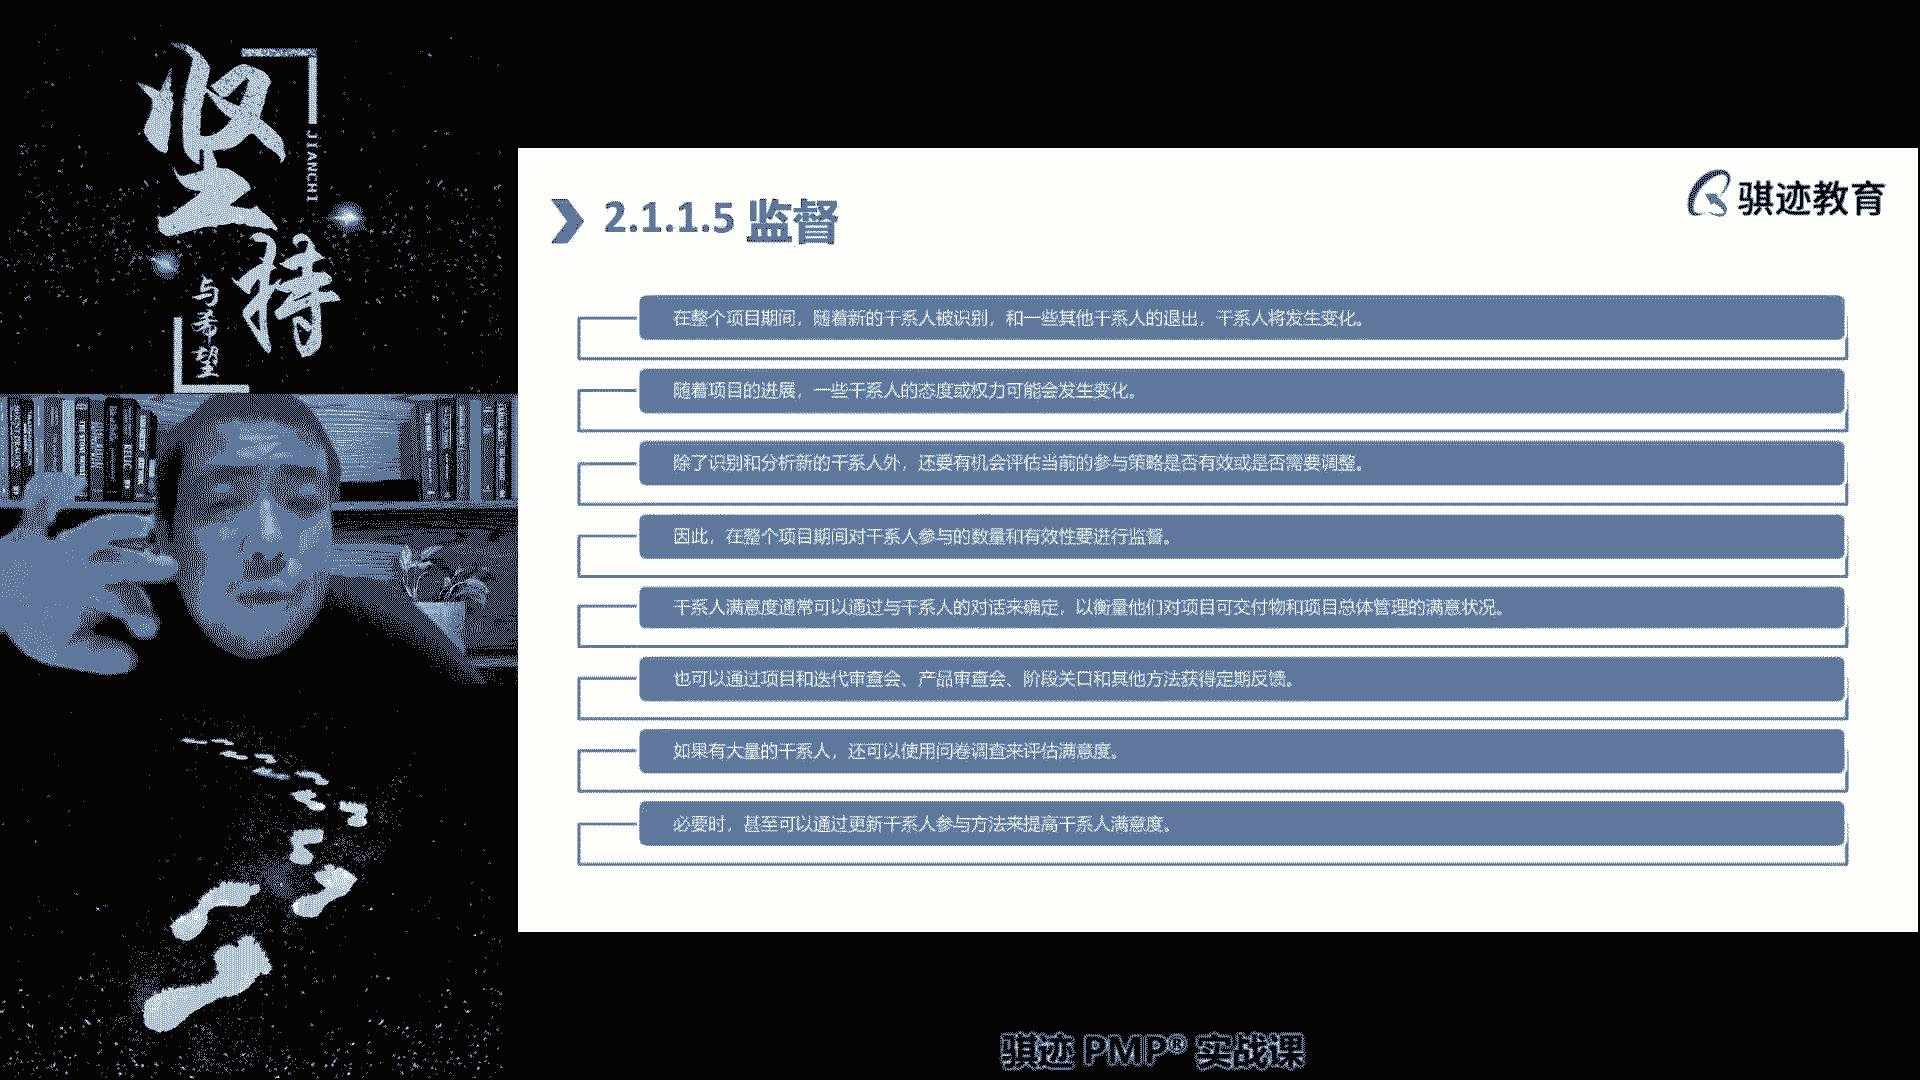 坚持
JIANCHI
与希望
骐迹教育
2.1.1.5 监督
在整个项目期间，随着新的干系人被识别，和一些其他干系人的退出，干系人将发生变化。
随着项目的进展，一些干系人的态度或权力可能会发生变化。
除了识别和分析新的干系人外，还要有机会评估当前的参与策略是否有效或是否需要调整。
因此，在整个项目期间对干系人参与的数量和有效性要进行监督。
干系人满意度通常可以通过与干系人的对话来确定，以衡量他们对项目可交付物和项目总体管理的满意状况。
也可以通过项目和迭代审查会、产品审查会、阶段关口和其他方法获得定期反馈。
如果有大量的干系人，还可以使用问卷调查来评估满意度。
必要时，甚至可以通过更新干系人参与方法来提高干系人满意度。
骐迹 PMP® 实战课